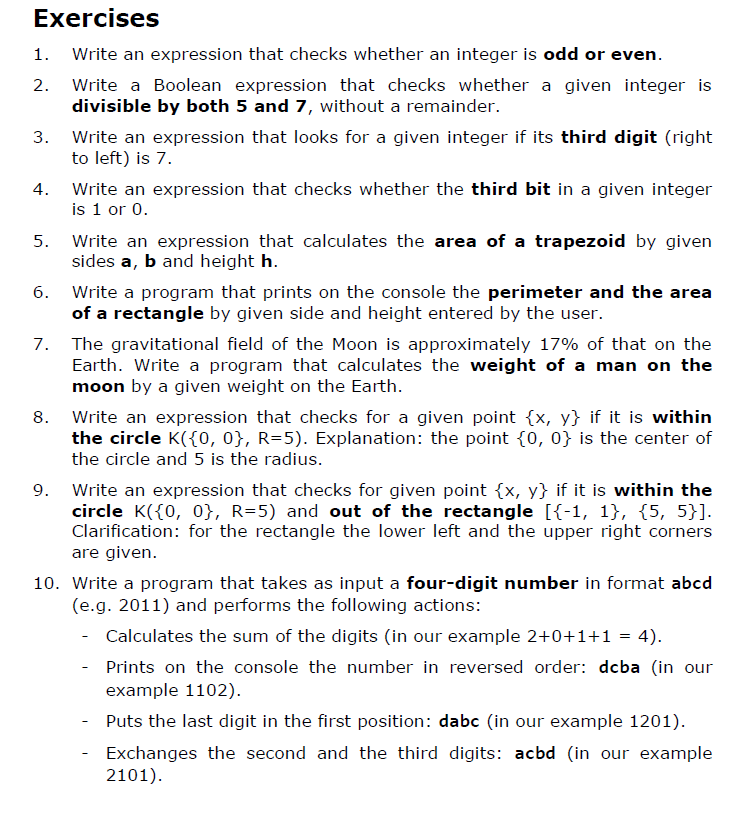 Exercises
1. Write an expression that checks whether an integer is odd or even.
2. Write a Boolean expression that checks whether a given integer is
divisible by both 5 and 7, without a remainder.
3. Write an expression that looks for a given integer if its third digit (right
to left) is 7.
4. Write an expression that checks whether the third bit in a given integer
is 1 or 0.
5. Write an expression that calculates the area of a trapezoid by given
sides a, b and height h.
6. Write a program that prints on the console the perimeter and the area
of a rectangle by given side and height entered by the user.
7. The gravitational field of the Moon is approximately 17% of that on the
Earth. Write a program that calculates the weight of a man on the
moon by a given weight on the Earth.
8. Write an expression that checks for a given point {x, y} if it is within
the circle K({0, 0}, R=5). Explanation: the point {0, 0} is the center of
the circle and 5 is the radius.
9. Write an expression that checks for given point {x, y} if it is within the
circle K({0, 0}, R=5) and out of the rectangle [{-1, 1}, {5, 5}].
Clarification: for the rectangle the lower left and the upper right corners
are given.
10. Write a program that takes as input a four-digit number in format abcd
(e.g. 2011) and performs the following actions:
- Calculates the sum of the digits (in our example 2+0+1+1 = 4).
- Prints on the console the number in reversed order: dcba (in our
example 1102).
- Puts the last digit in the first position: dabc (in our example 1201).
- Exchanges the second and the third digits: acbd (in our example
2101).